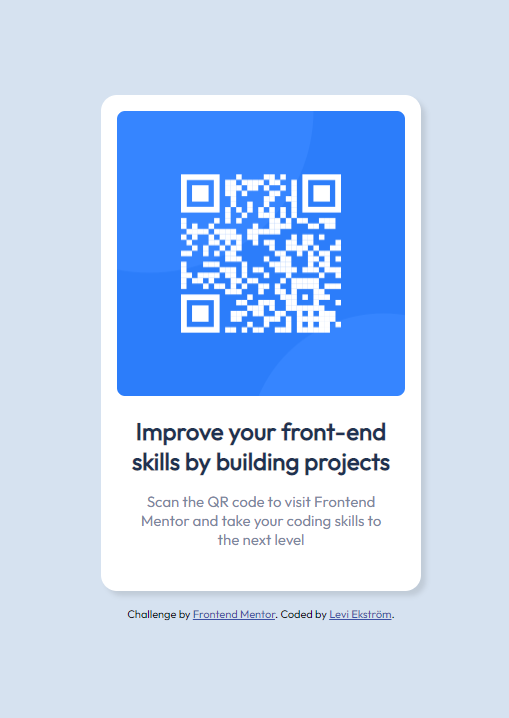 Improve your front-end
skills by building projects
Scan the QR code to visit Frontend
Mentor and take your coding skills to
the next level
Challenge by Frontend Mentor. Coded by Levi Ekström.